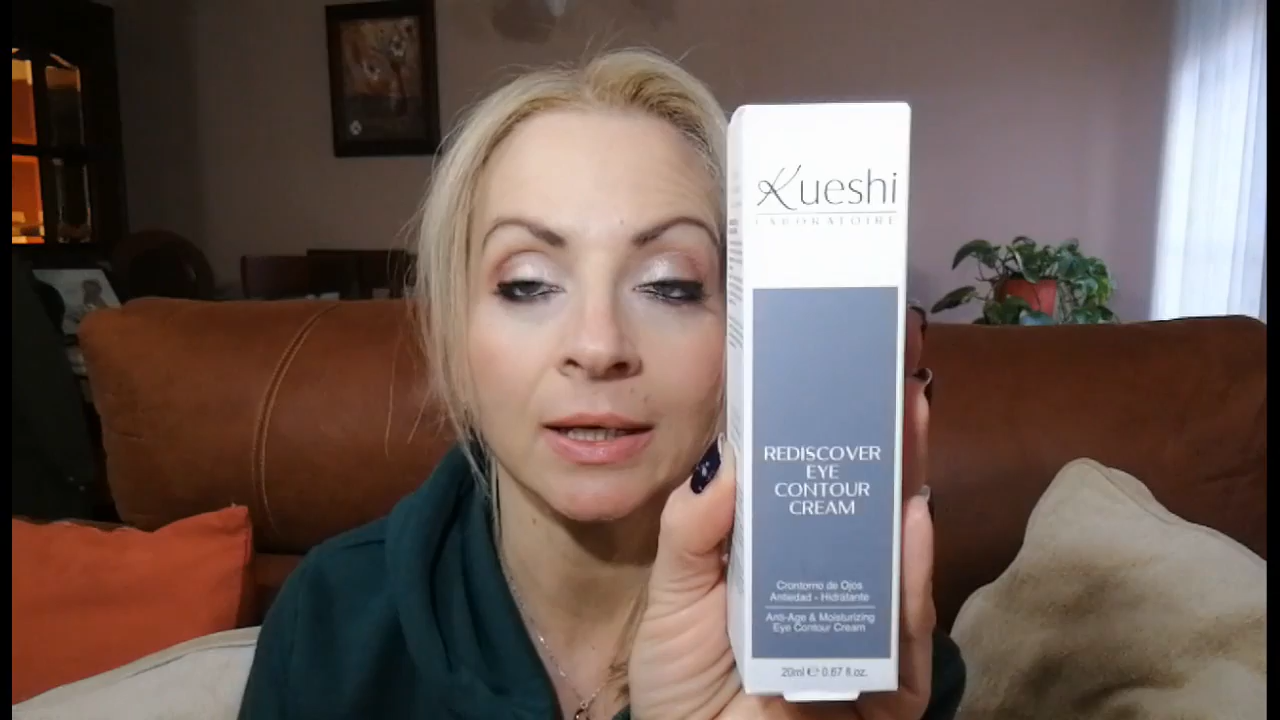 Kueshi
LABORATOIRE
REDISCOVER
EYE
CONTOUR
CREAM
Crontorno de Ojos
Antiedad - Hidratante
Anti-Age & Moisturizing
Eye Contour Cream
20ml ℮ 0.67 fl.oz.